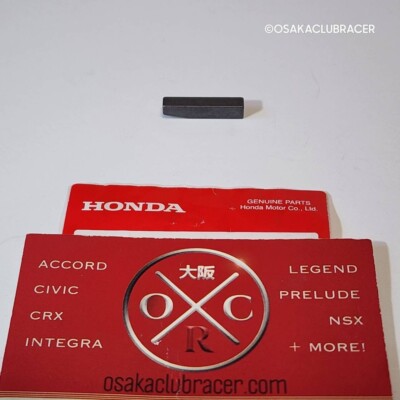 ©OSAKACLUBRACER
HONDA
GENUINE PARTS
Honda Motor Co., Ltd.
ACCORD
CIVIC
CRX
INTEGRA
大阪
O C
R
LEGEND
PRELUDE
NSX
+ MORE!
osakaclubracer.com